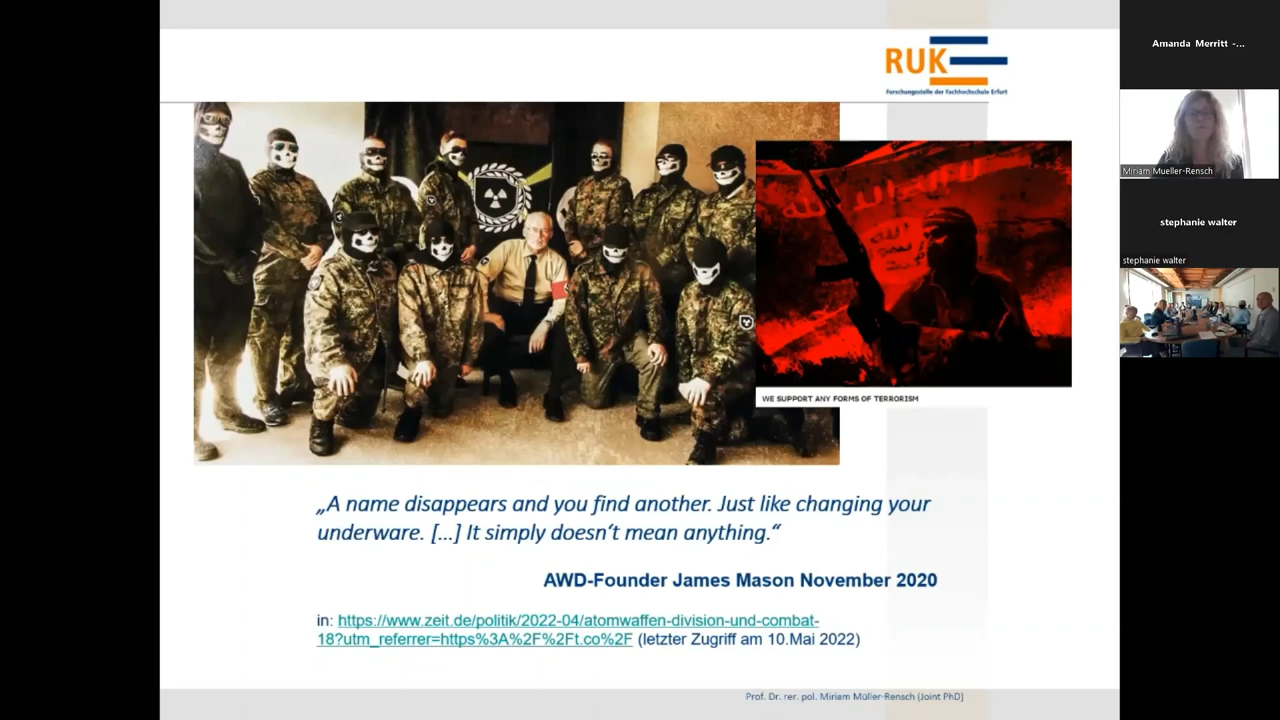 RUK
Forschungsstelle der Fachhochschule Erfurt
WE SUPPORT ANY FORMS OF TERRORISM
„A name disappears and you find another. Just like changing your
underware. [...] It simply doesn‘t mean anything.“
AWD-Founder James Mason November 2020
in: https://www.zeit.de/politik/2022-04/atomwaffen-division-und-combat-
18?utm_referrer=https%3A%2F%2Ft.co%2F (letzter Zugriff am 10.Mai 2022)
Prof. Dr. rer. pol. Miriam Müller-Rensch (Joint PhD)
Amanda Merritt -...
Miriam Mueller-Rensch
stephanie walter
stephanie walter